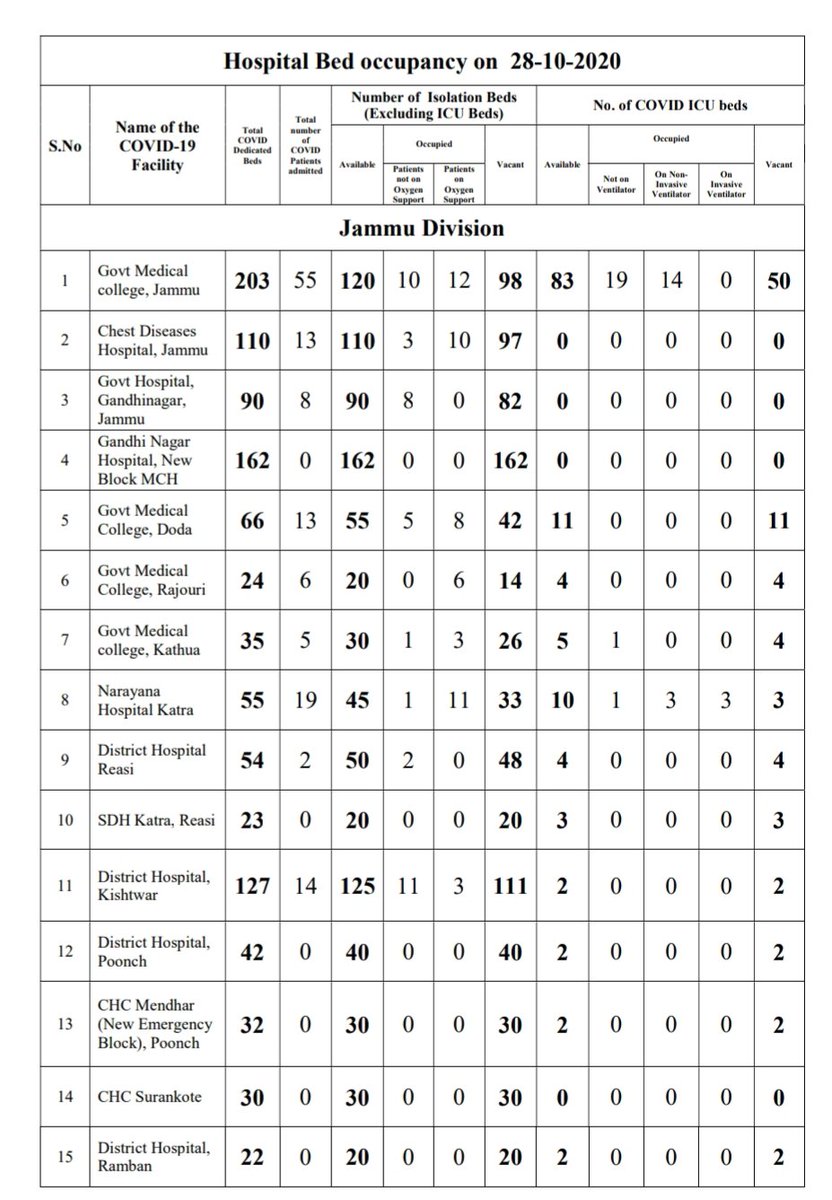 Hospital Bed occupancy on 28-10-2020
S.No
Name of the
COVID-19
Facility
Total
COVID
Dedicated
Beds
Total
number
of
COVID
Patients
admitted
Number of Isolation Beds
(Excluding ICU Beds)
Available
Occupied
Patients
not on
Oxygen
Support
Patients
on
Oxygen
Support
Vacant
No. of COVID ICU beds
Available
Occupied
Not on
Ventilator
On Non-
Invasive
Ventilator
On
Invasive
Ventilator
Vacant
Jammu Division
1 Govt Medical
college, Jammu 203 55 120 10 12 98 83 19 14 0 50
2 Chest Diseases
Hospital, Jammu 110 13 110 3 10 97 0 0 0 0 0
3 Govt Hospital,
Gandhinagar,
Jammu 90 8 90 8 0 82 0 0 0 0 0
4 Gandhi Nagar
Hospital, New
Block MCH 162 0 162 0 0 162 0 0 0 0 0
5 Govt Medical
College, Doda 66 13 55 5 8 42 11 0 0 0 11
6 Govt Medical
College, Rajouri 24 6 20 0 6 14 4 0 0 0 4
7 Govt Medical
college, Kathua 35 5 30 1 3 26 5 1 0 0 4
8 Narayana
Hospital Katra 55 19 45 1 11 33 10 1 3 3 3
9 District Hospital
Reasi 54 2 50 2 0 48 4 0 0 0 4
10 SDH Katra, Reasi 23 0 20 0 0 20 3 0 0 0 3
11 District Hospital,
Kishtwar 127 14 125 11 3 111 2 0 0 0 2
12 District Hospital,
Poonch 42 0 40 0 0 40 2 0 0 0 2
13 CHC Mendhar
(New Emergency
Block), Poonch 32 0 30 0 0 30 2 0 0 0 2
14 CHC Surankote 30 0 30 0 0 30 0 0 0 0 0
15 District Hospital,
Ramban 22 0 20 0 0 20 2 0 0 0 2